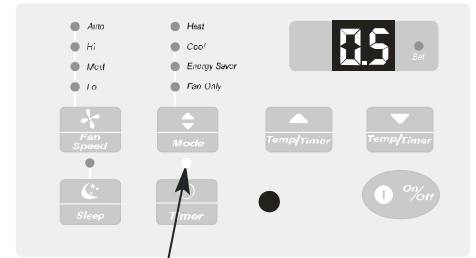 Auto
Hi
Med
Lo
Heat
Cool
Energy Saver
Fan Only
0.5
Set
Fan
Speed
Mode
Temp/Timer
Temp/Timer
Sleep
Timer
On/
Off